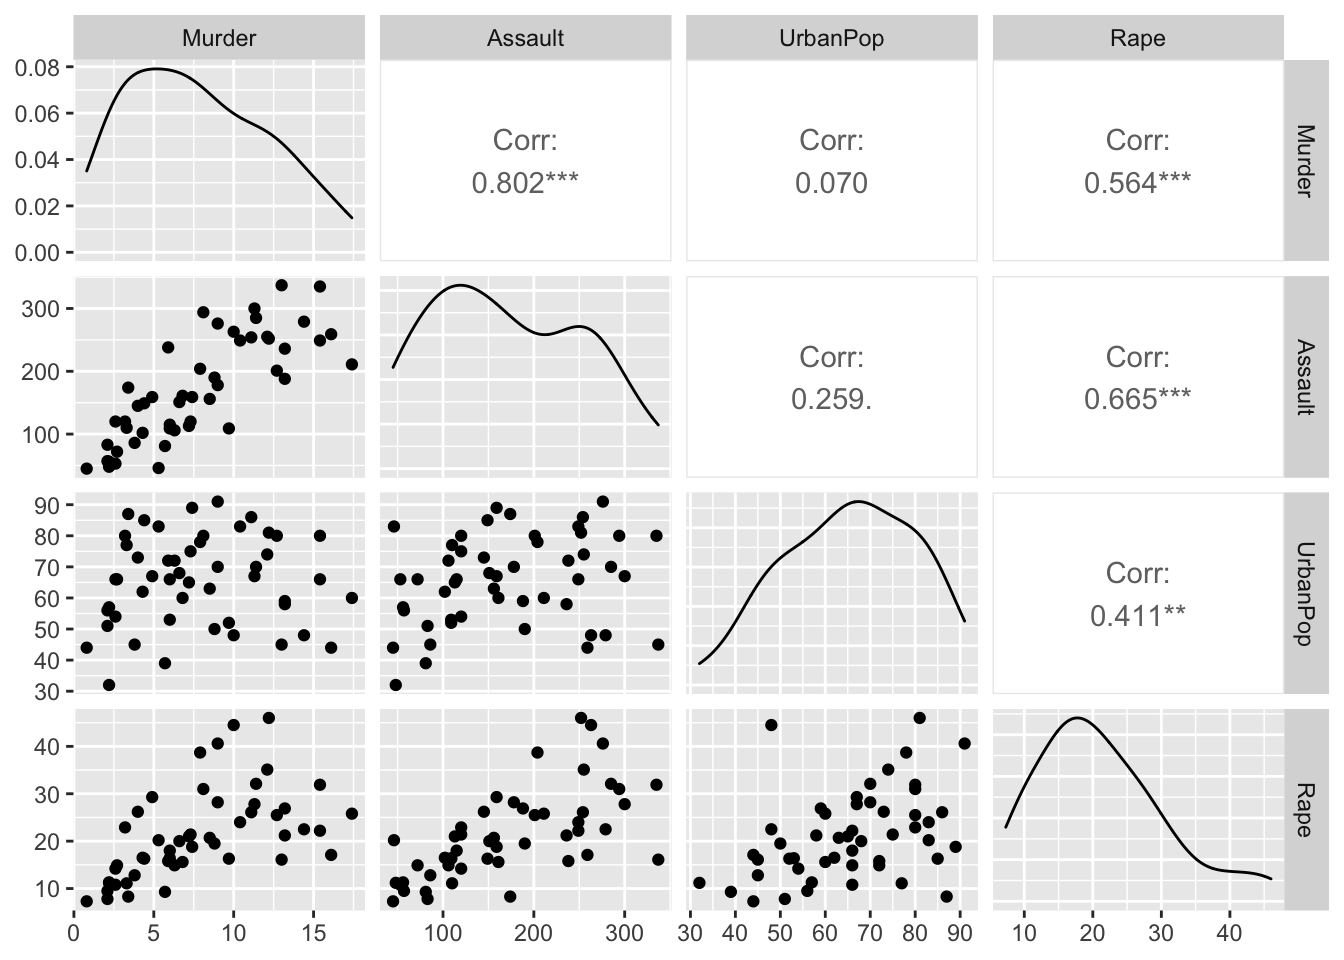 Murder Assault UrbanPop Rape
0.08
0.06
0.04
0.02
0.00
Corr:
0.802***
Corr:
0.070
Corr:
0.564***
Murder
300
200
100
Corr:
0.259.
Corr:
0.665***
Assault
90
80
70
60
50
40
30
Corr:
0.411**
UrbanPop
40
30
20
10
Rape
0 5 10 15 100 200 300 30 40 50 60 70 80 90 10 20 30 40